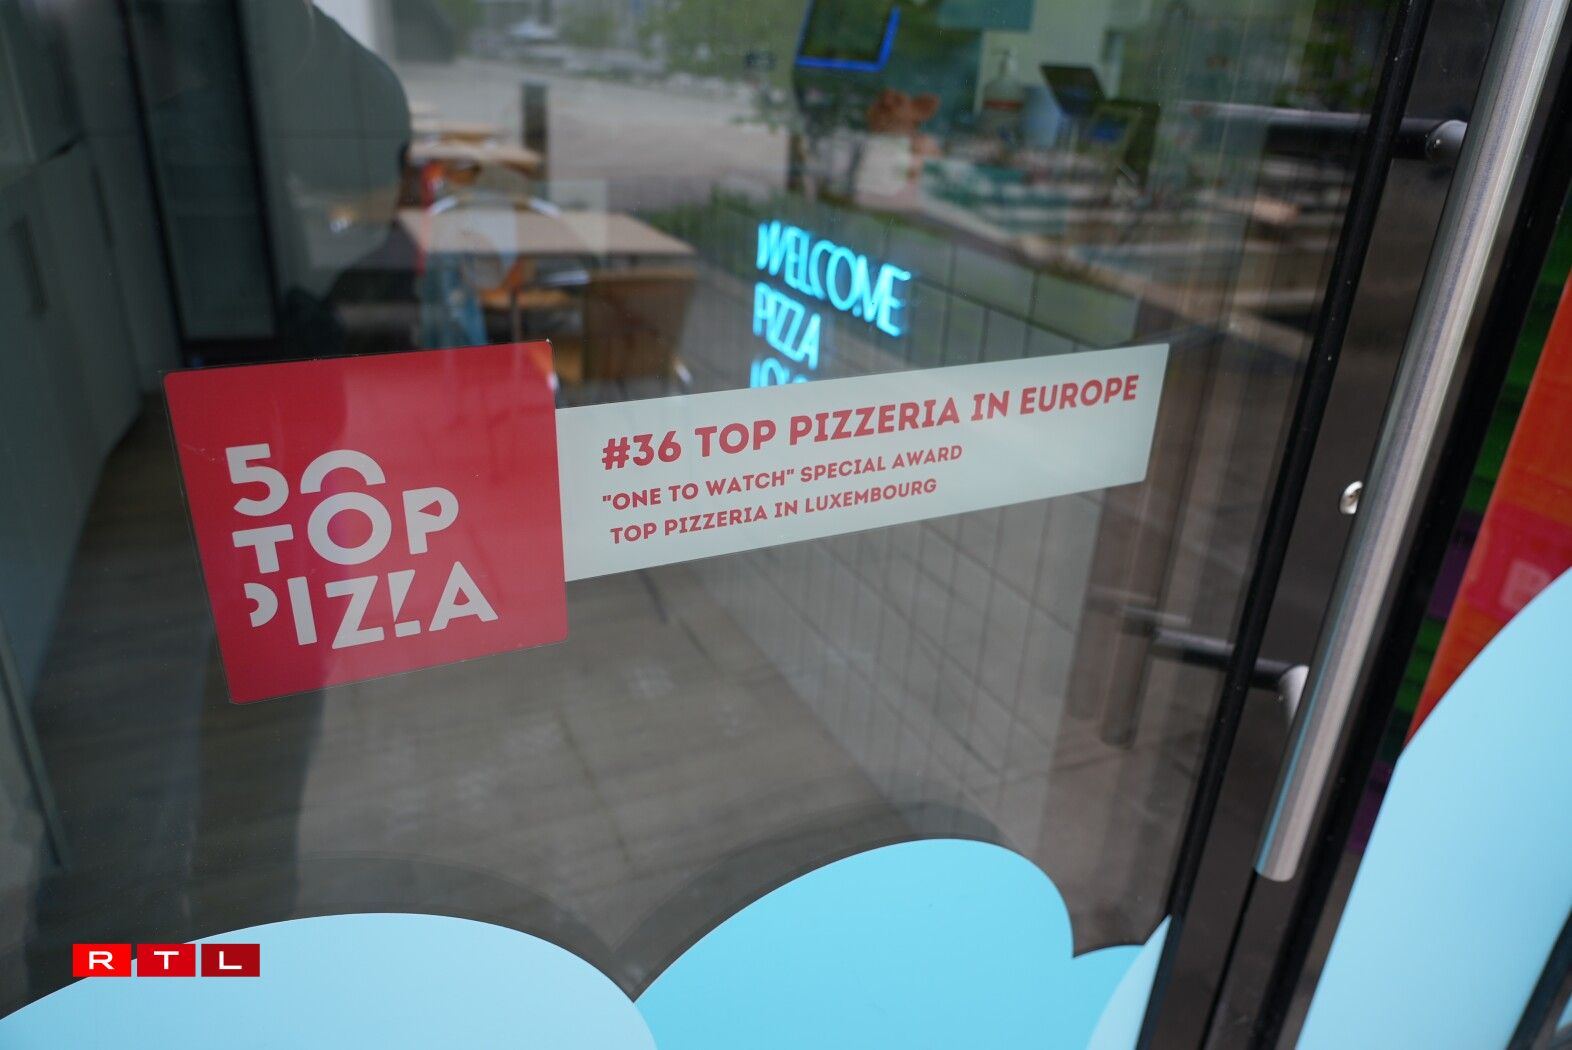 WELCOME
PIZZA
50
TOP
PIZZA
#36 TOP PIZZERIA IN EUROPE
"ONE TO WATCH" SPECIAL AWARD
TOP PIZZERIA IN LUXEMBOURG
RTL